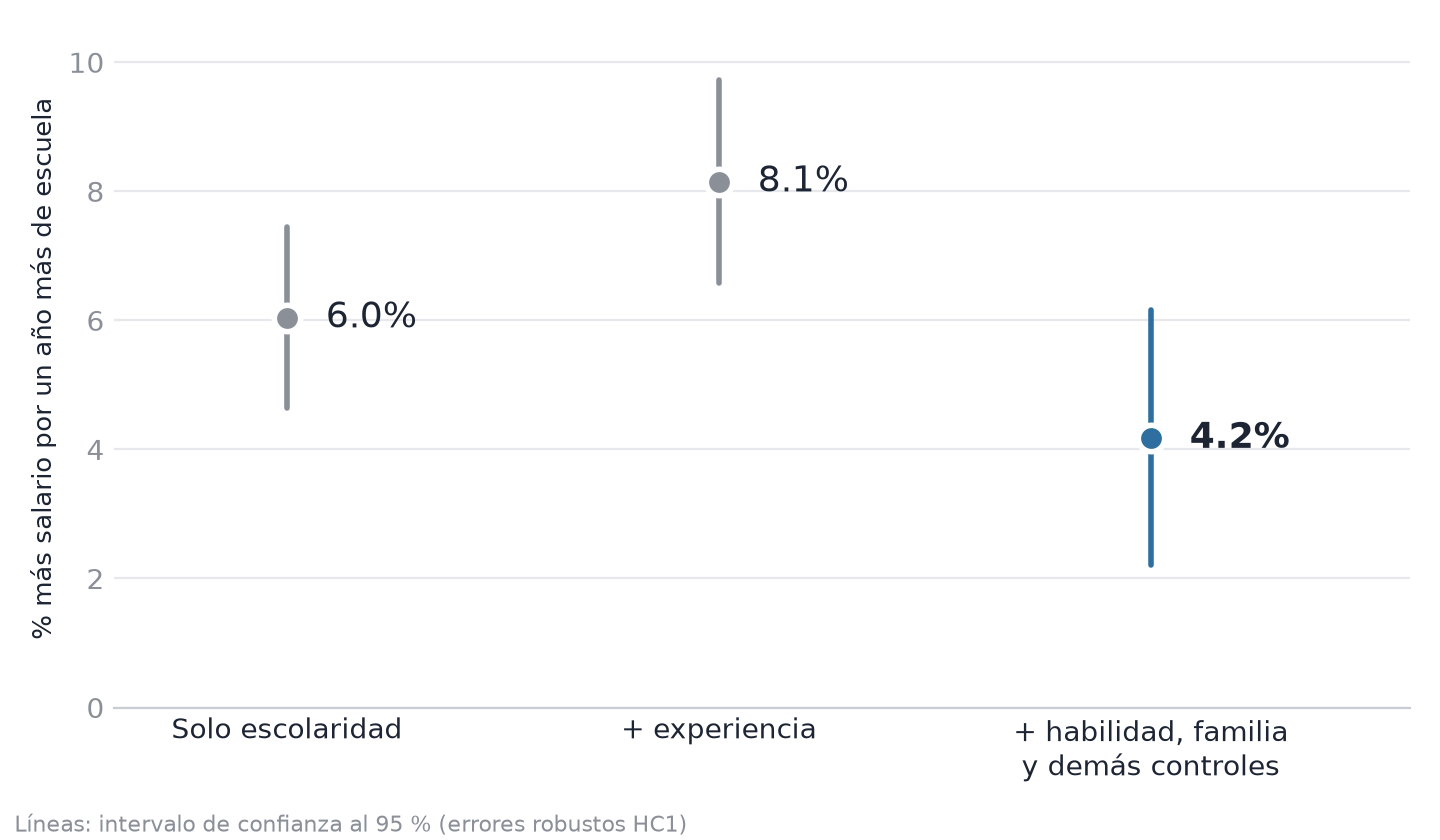 % más salario por un año más de escuela
10
8
6
4
2
0
6.0%
8.1%
4.2%
Solo escolaridad
+ experiencia
+ habilidad, familia
y demás controles
Líneas: intervalo de confianza al 95 % (errores robustos HC1)